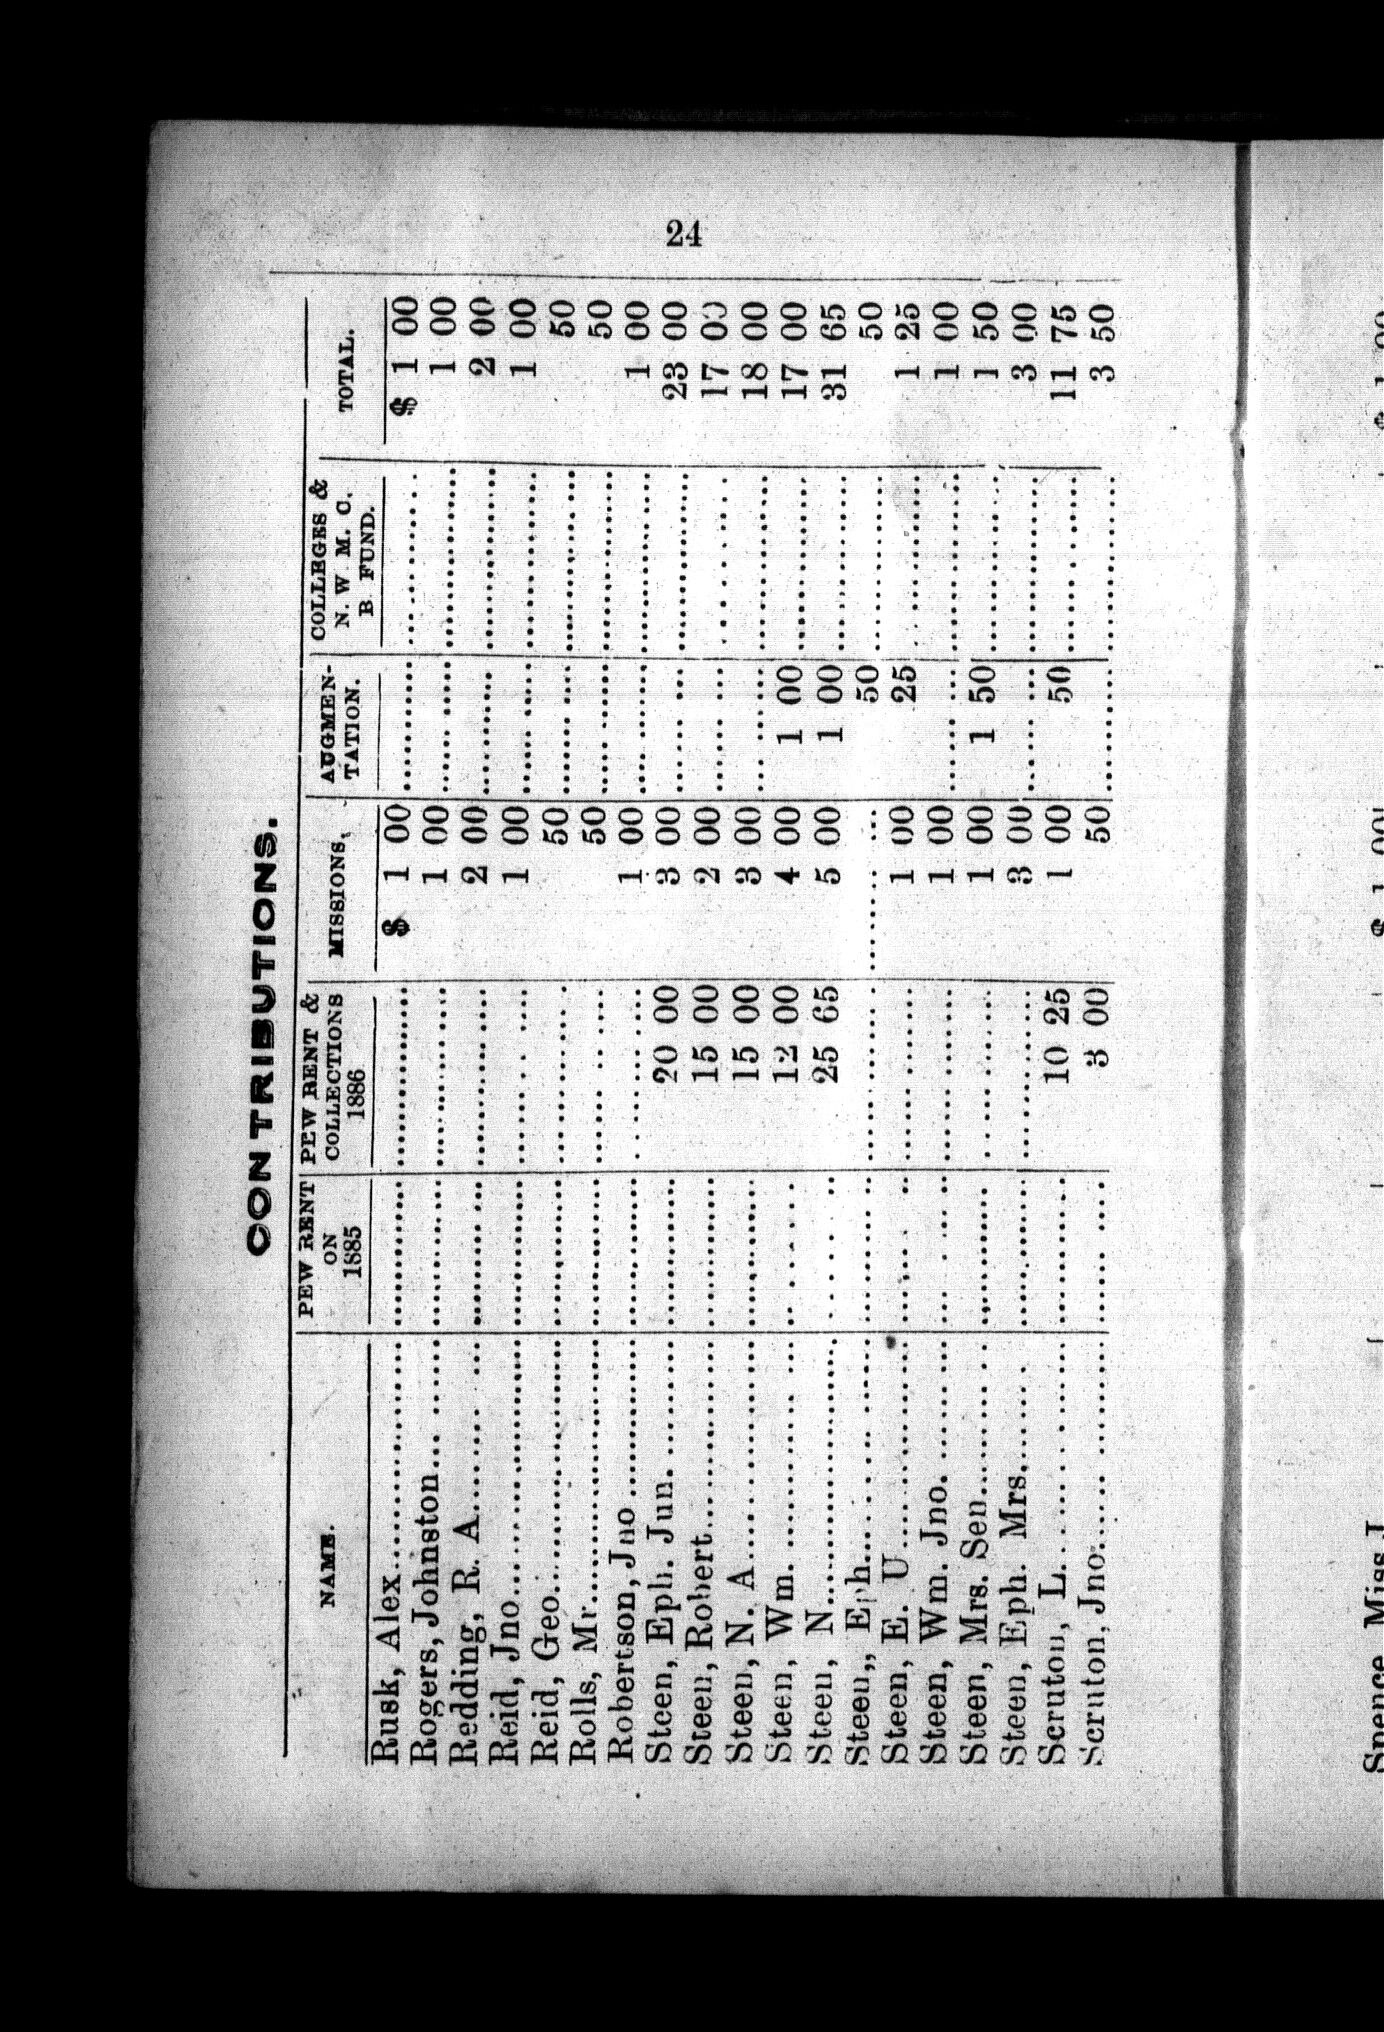 24
CONTRIBUTIONS.
NAME. PEW RENT ON 1885 PEW RENT & COLLECTIONS 1886 MISSIONS, AUGMEN-TATION. COLLEGES & N. W M. C. B FUND. TOTAL.
Rusk, Alex.......... .......... .......... $ 1 00 .......... .......... $ 1 00
Rogers, Johnston.......... .......... .......... 1 00 .......... .......... 1 00
Redding, R. A.......... .......... .......... 2 00 .......... .......... 2 00
Reid, Jno.......... .......... .......... 1 00 .......... .......... 1 00
Reid, Geo.......... .......... .......... 50 .......... .......... 50
Rolls, Mr.......... .......... .......... 50 .......... .......... 50
Robertson, Jno.......... .......... .......... 1 00 .......... .......... 1 00
Steen, Eph. Jun.......... .......... 20 00 3 00 .......... .......... 23 00
Steen, Robert.......... .......... 15 00 2 00 .......... .......... 17 00
Steen, N. A.......... .......... 15 00 3 00 .......... .......... 18 00
Steen, Wm.......... .......... 12 00 4 00 1 00 .......... 17 00
Steen, N.......... .......... 25 65 5 00 1 00 .......... 31 65
Steen,, Eph.......... .......... .......... .......... 50 .......... 50
Steen, E. U.......... .......... .......... 1 00 25 .......... 1 25
Steen, Wm. Jno.......... .......... .......... 1 00 .......... .......... 1 00
Steen, Mrs. Sen.......... .......... .......... 1 00 1 50 .......... 1 50
Steen, Eph. Mrs.......... .......... .......... 3 00 .......... .......... 3 00
Scruton, L.......... .......... 10 25 1 00 50 .......... 11 75
Scruton, Jno.......... .......... 3 00 50 .......... .......... 3 50
Spence, Miss J